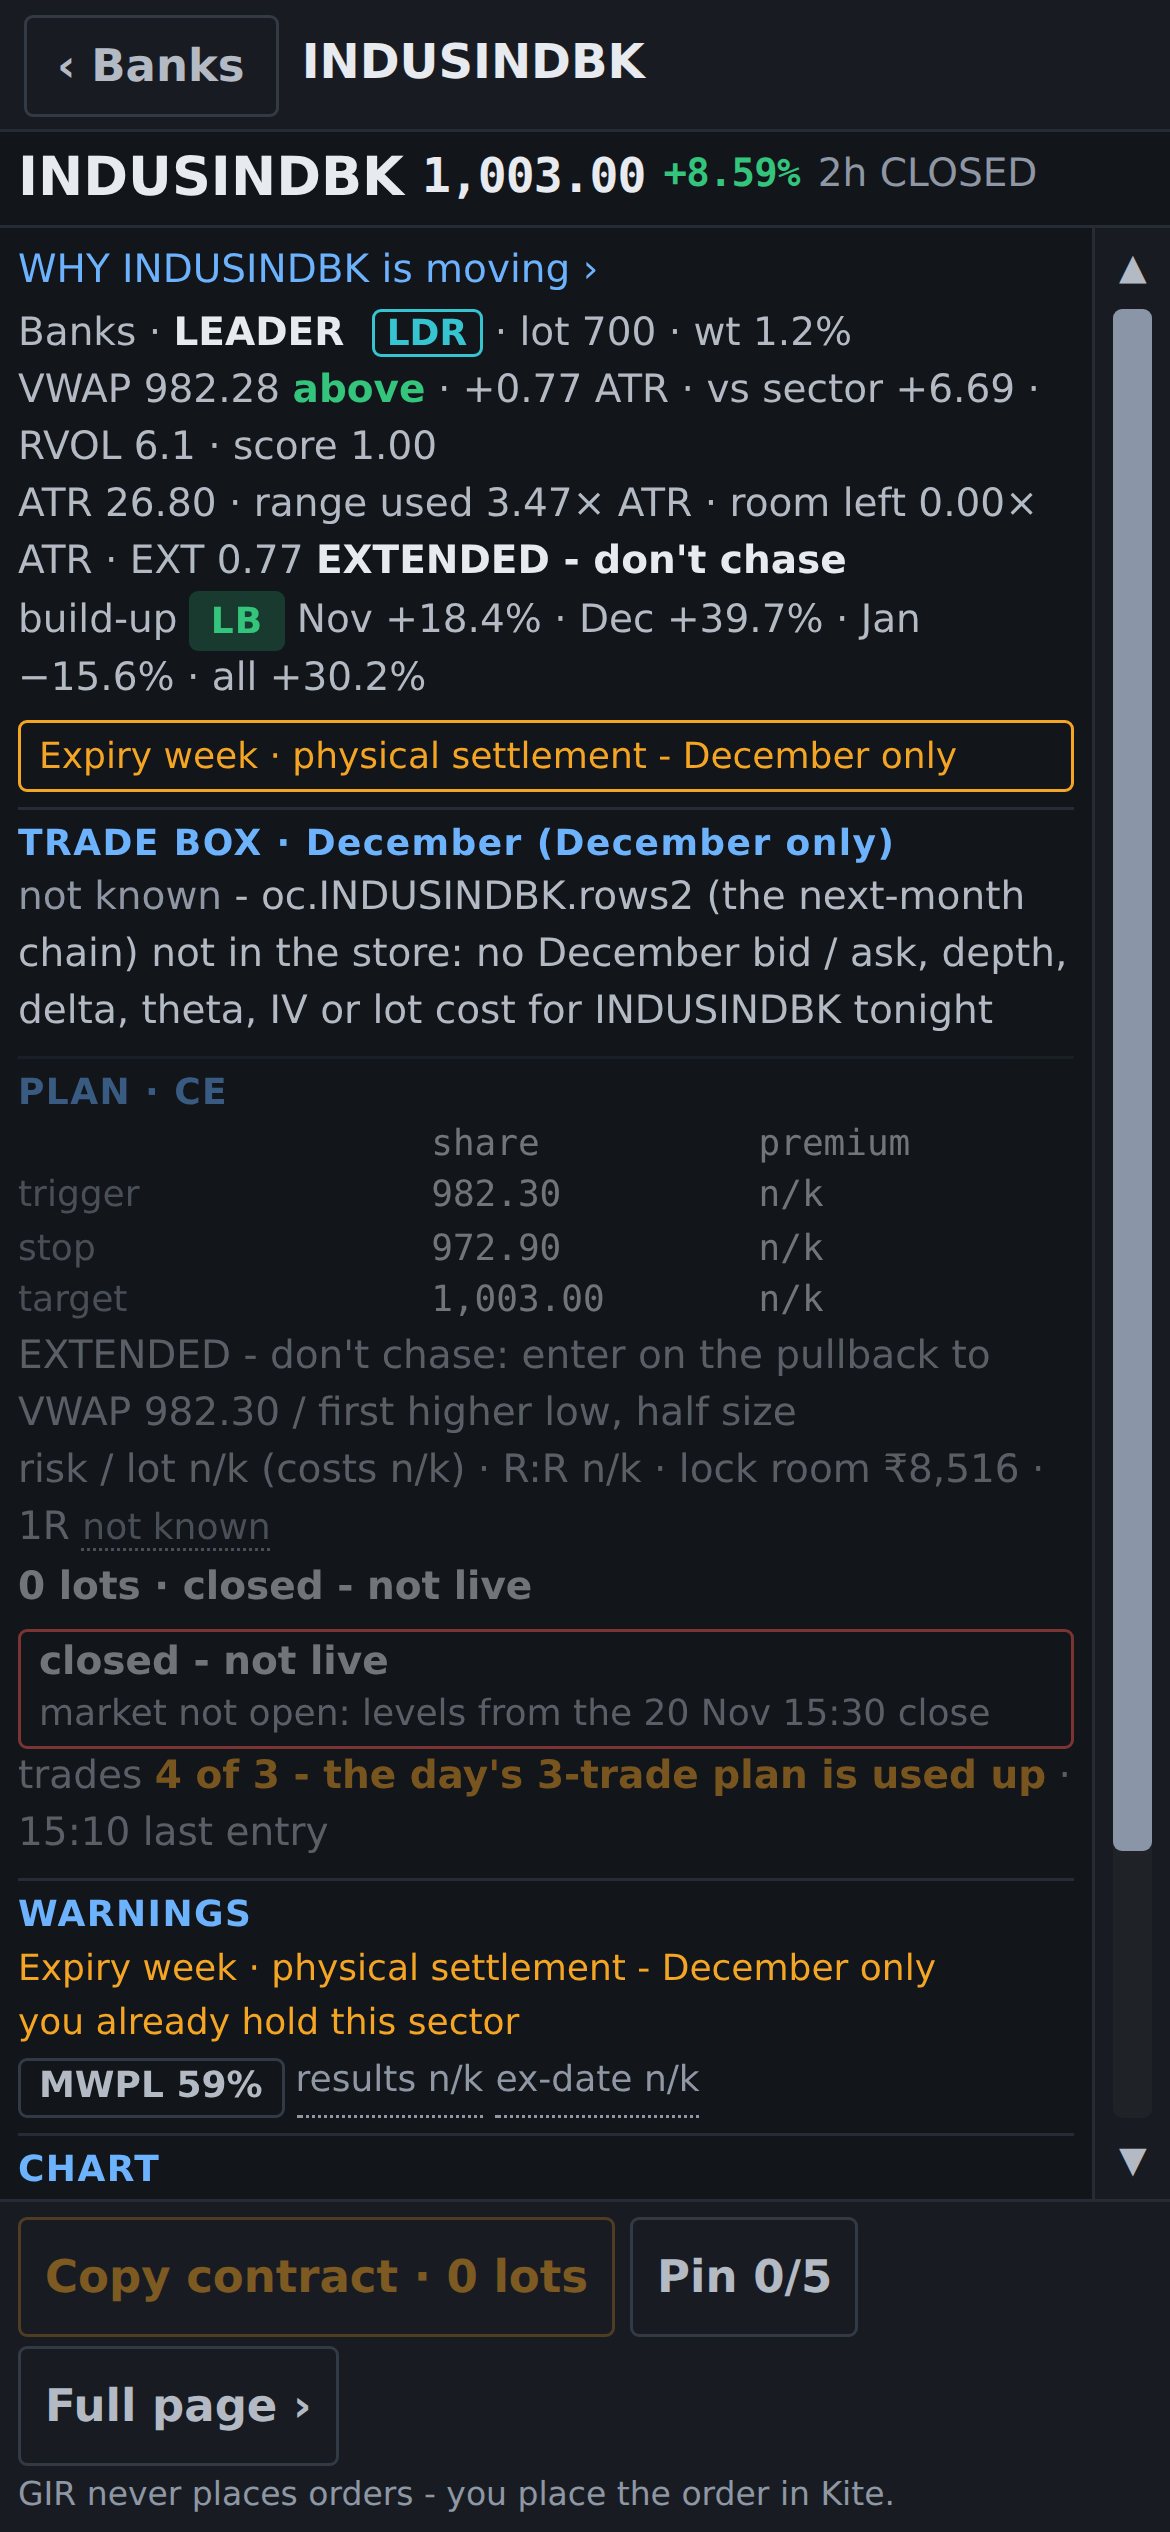 ‹ Banks INDUSINDBK
INDUSINDBK 1,003.00 +8.59% 2h CLOSED
WHY INDUSINDBK is moving ›
Banks · LEADER LDR · lot 700 · wt 1.2%
VWAP 982.28 above · +0.77 ATR · vs sector +6.69 ·
RVOL 6.1 · score 1.00
ATR 26.80 · range used 3.47× ATR · room left 0.00×
ATR · EXT 0.77 EXTENDED - don't chase
build-up LB Nov +18.4% · Dec +39.7% · Jan
−15.6% · all +30.2%
Expiry week · physical settlement - December only
TRADE BOX · December (December only)
not known - oc.INDUSINDBK.rows2 (the next-month
chain) not in the store: no December bid / ask, depth,
delta, theta, IV or lot cost for INDUSINDBK tonight
PLAN · CE
share premium
trigger 982.30 n/k
stop 972.90 n/k
target 1,003.00 n/k
EXTENDED - don't chase: enter on the pullback to
VWAP 982.30 / first higher low, half size
risk / lot n/k (costs n/k) · R:R n/k · lock room ₹8,516 ·
1R not known
0 lots · closed - not live
closed - not live
market not open: levels from the 20 Nov 15:30 close
trades 4 of 3 - the day's 3-trade plan is used up ·
15:10 last entry
WARNINGS
Expiry week · physical settlement - December only
you already hold this sector
MWPL 59% results n/k ex-date n/k
CHART
Copy contract · 0 lots Pin 0/5
Full page ›
GIR never places orders - you place the order in Kite.
▲
▼